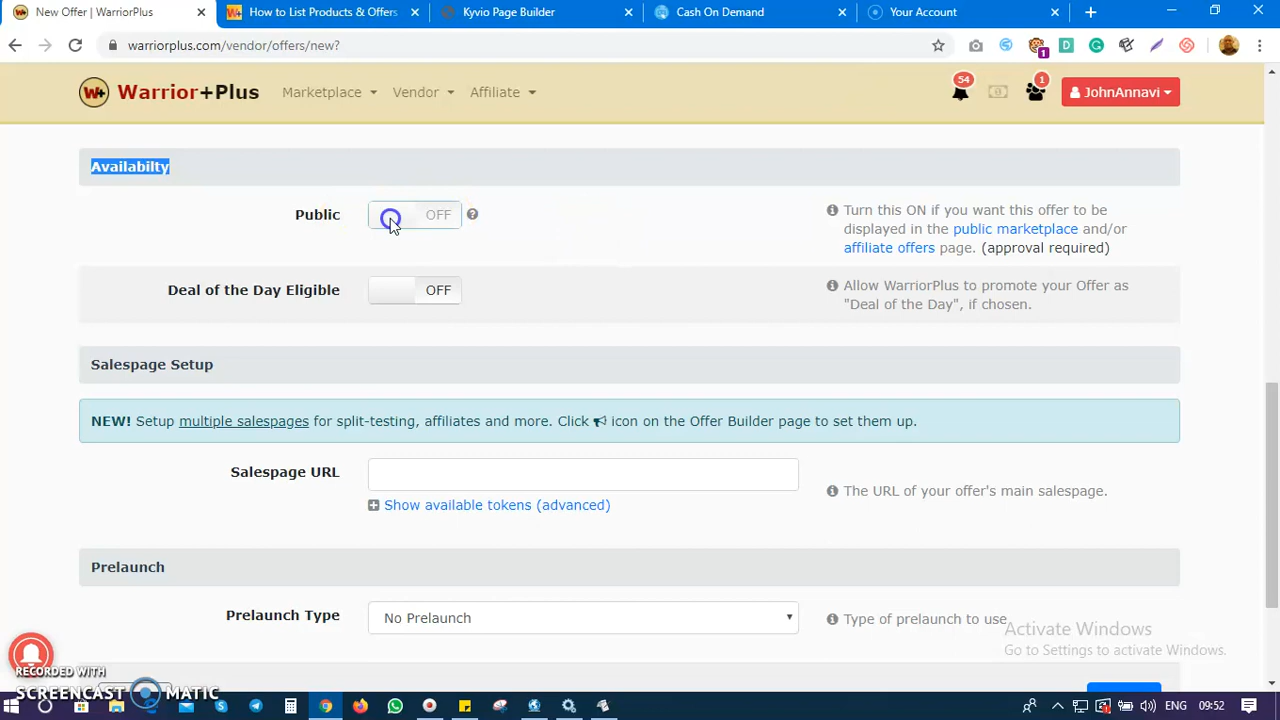 New Offer | WarriorPlus
How to List Products & Offers
Kyvio Page Builder
Cash On Demand
Your Account
warriorplus.com/vendor/offers/new?
1
W+ Warrior+Plus
Marketplace
Vendor
Affiliate
54
1
JohnAnnavi
Availabilty
Public
OFF
Turn this ON if you want this offer to be
displayed in the public marketplace and/or
affiliate offers page. (approval required)
Deal of the Day Eligible
OFF
Allow WarriorPlus to promote your Offer as
"Deal of the Day", if chosen.
Salespage Setup
NEW! Setup multiple salespages for split-testing, affiliates and more. Click icon on the Offer Builder page to set them up.
Salespage URL
The URL of your offer's main salespage.
Show available tokens (advanced)
Prelaunch
Prelaunch Type
No Prelaunch
Type of prelaunch to use
Activate Windows
Go to Settings to activate Windows.
RECORDED WITH
SCREENCAST MATIC
ENG
09:52